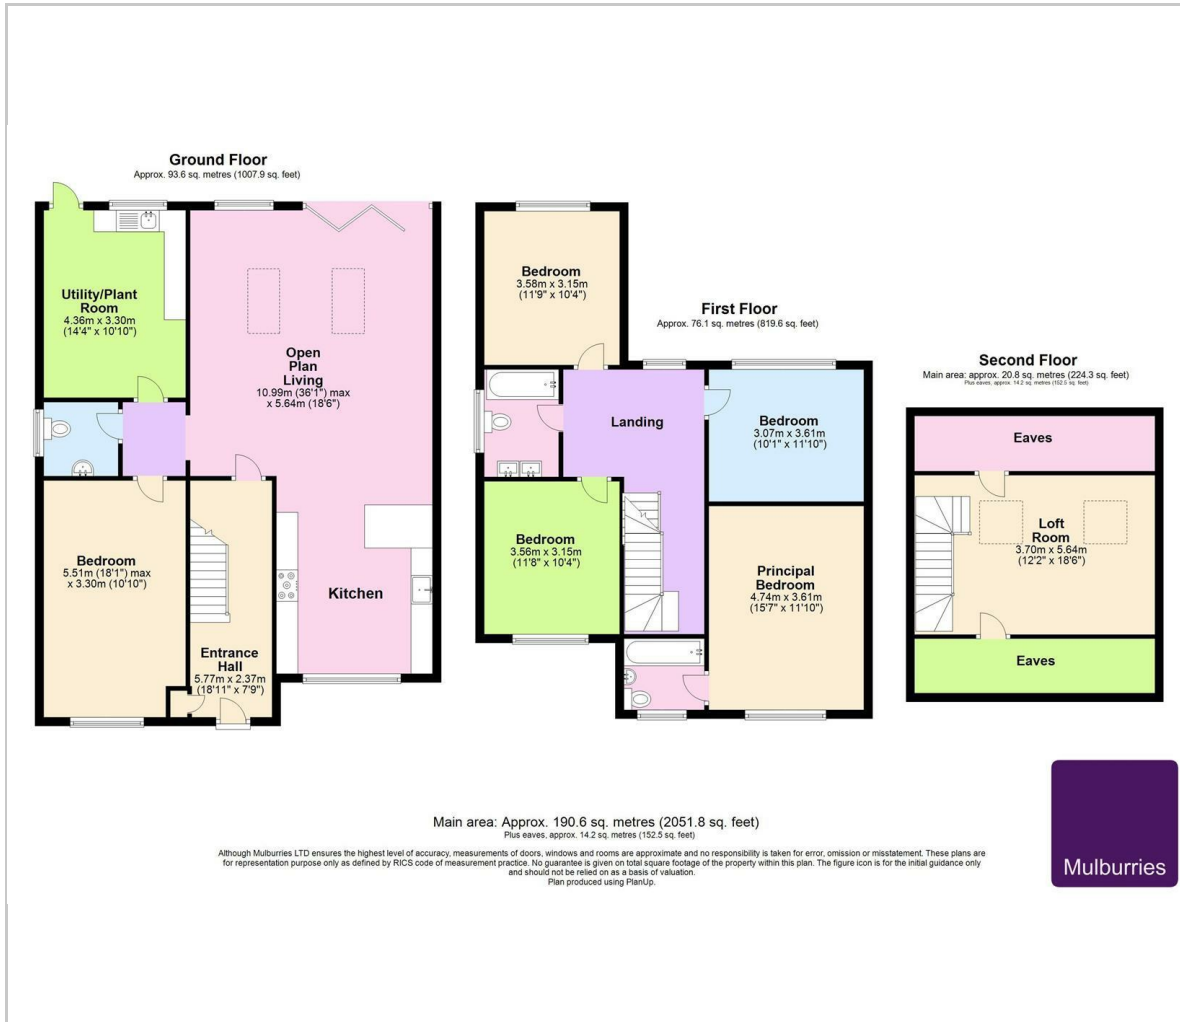 Ground Floor
Approx. 93.6 sq. metres (1007.9 sq. feet)
Utility/Plant
Room
4.36m x 3.30m
(14'4" x 10'10")
Open
Plan
Living
10.99m (36'1") max
x 5.64m (18'6")
Bedroom
5.51m (18'1") max
x 3.30m (10'10")
Entrance
Hall
5.77m x 2.37m
(18'11" x 7'9")
Kitchen
First Floor
Approx. 76.1 sq. metres (819.6 sq. feet)
Bedroom
3.58m x 3.15m
(11'9" x 10'4")
Landing
Bedroom
3.07m x 3.61m
(10'1" x 11'10")
Bedroom
3.56m x 3.15m
(11'8" x 10'4")
Principal
Bedroom
4.74m x 3.61m
(15'7" x 11'10")
Second Floor
Main area: approx. 20.8 sq. metres (224.3 sq. feet)
Plus eaves, approx. 14.2 sq. metres (152.5 sq. feet)
Eaves
Loft
Room
3.70m x 5.64m
(12'2" x 18'6")
Eaves
Main area: Approx. 190.6 sq. metres (2051.8 sq. feet)
Plus eaves, approx. 14.2 sq. metres (152.5 sq. feet)
Although Mulburries LTD ensures the highest level of accuracy, measurements of doors, windows and rooms are approximate and no responsibility is taken for error, omission or misstatement. These plans are
for representation purpose only as defined by RICS code of measurement practice. No guarantee is given on total square footage of the property within this plan. The figure icon is for the initial guidance only
and should not be relied on as a basis of valuation.
Plan produced using PlanUp.
Mulburries